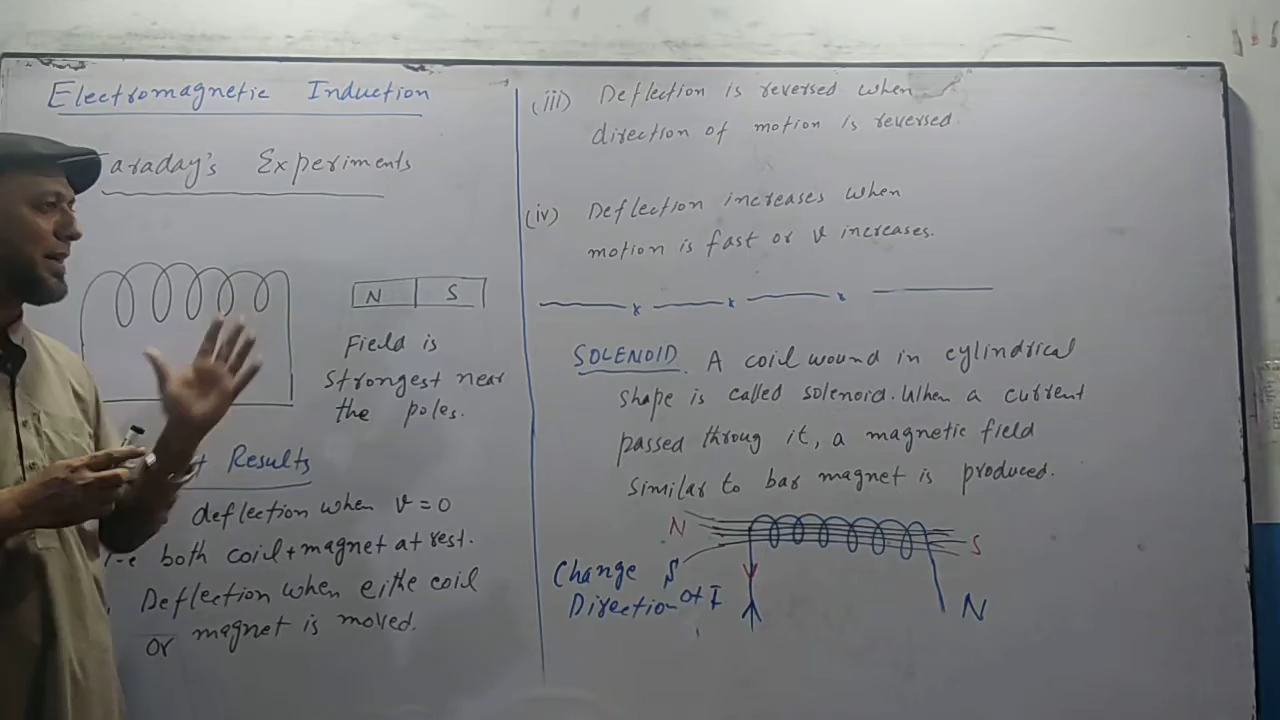 Electromagnetic Induction
araday's Experiments
N S
Field is
strongest near
the poles.
Results
deflection when v = 0
both coil + magnet at rest.
Deflection when eithe coil
or magnet is moved.
(iii) Deflection is reversed when
direction of motion is reversed
(iv) Deflection increases when
motion is fast or v increases.
SOLENOID. A coil wound in cylindrical
shape is called solenoid. When a current
passed throug it, a magnetic field
similar to bar magnet is produced.
N S
Change S
Direction of I N